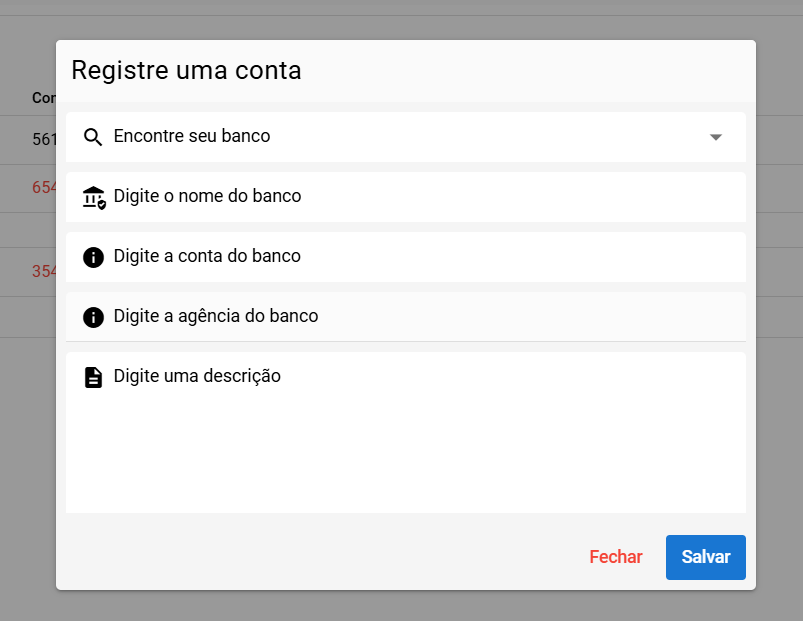 Registre uma conta
Encontre seu banco
561
Digite o nome do banco
654
Digite a conta do banco
354
Digite a agência do banco
Digite uma descrição
Fechar
Salvar